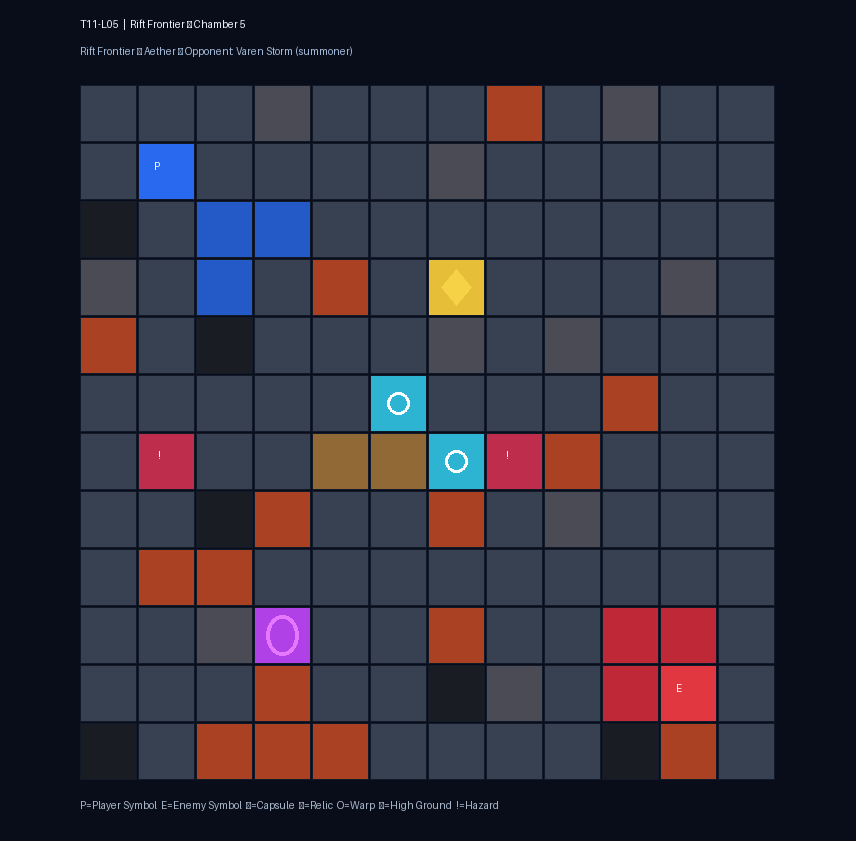 T11-L05 | Rift Frontier □ Chamber 5
Rift Frontier □ Aether □ Opponent: Varen Storm (summoner)
P
!
!
E
P=Player Symbol E=Enemy Symbol □=Capsule □=Relic O=Warp □=High Ground !=Hazard